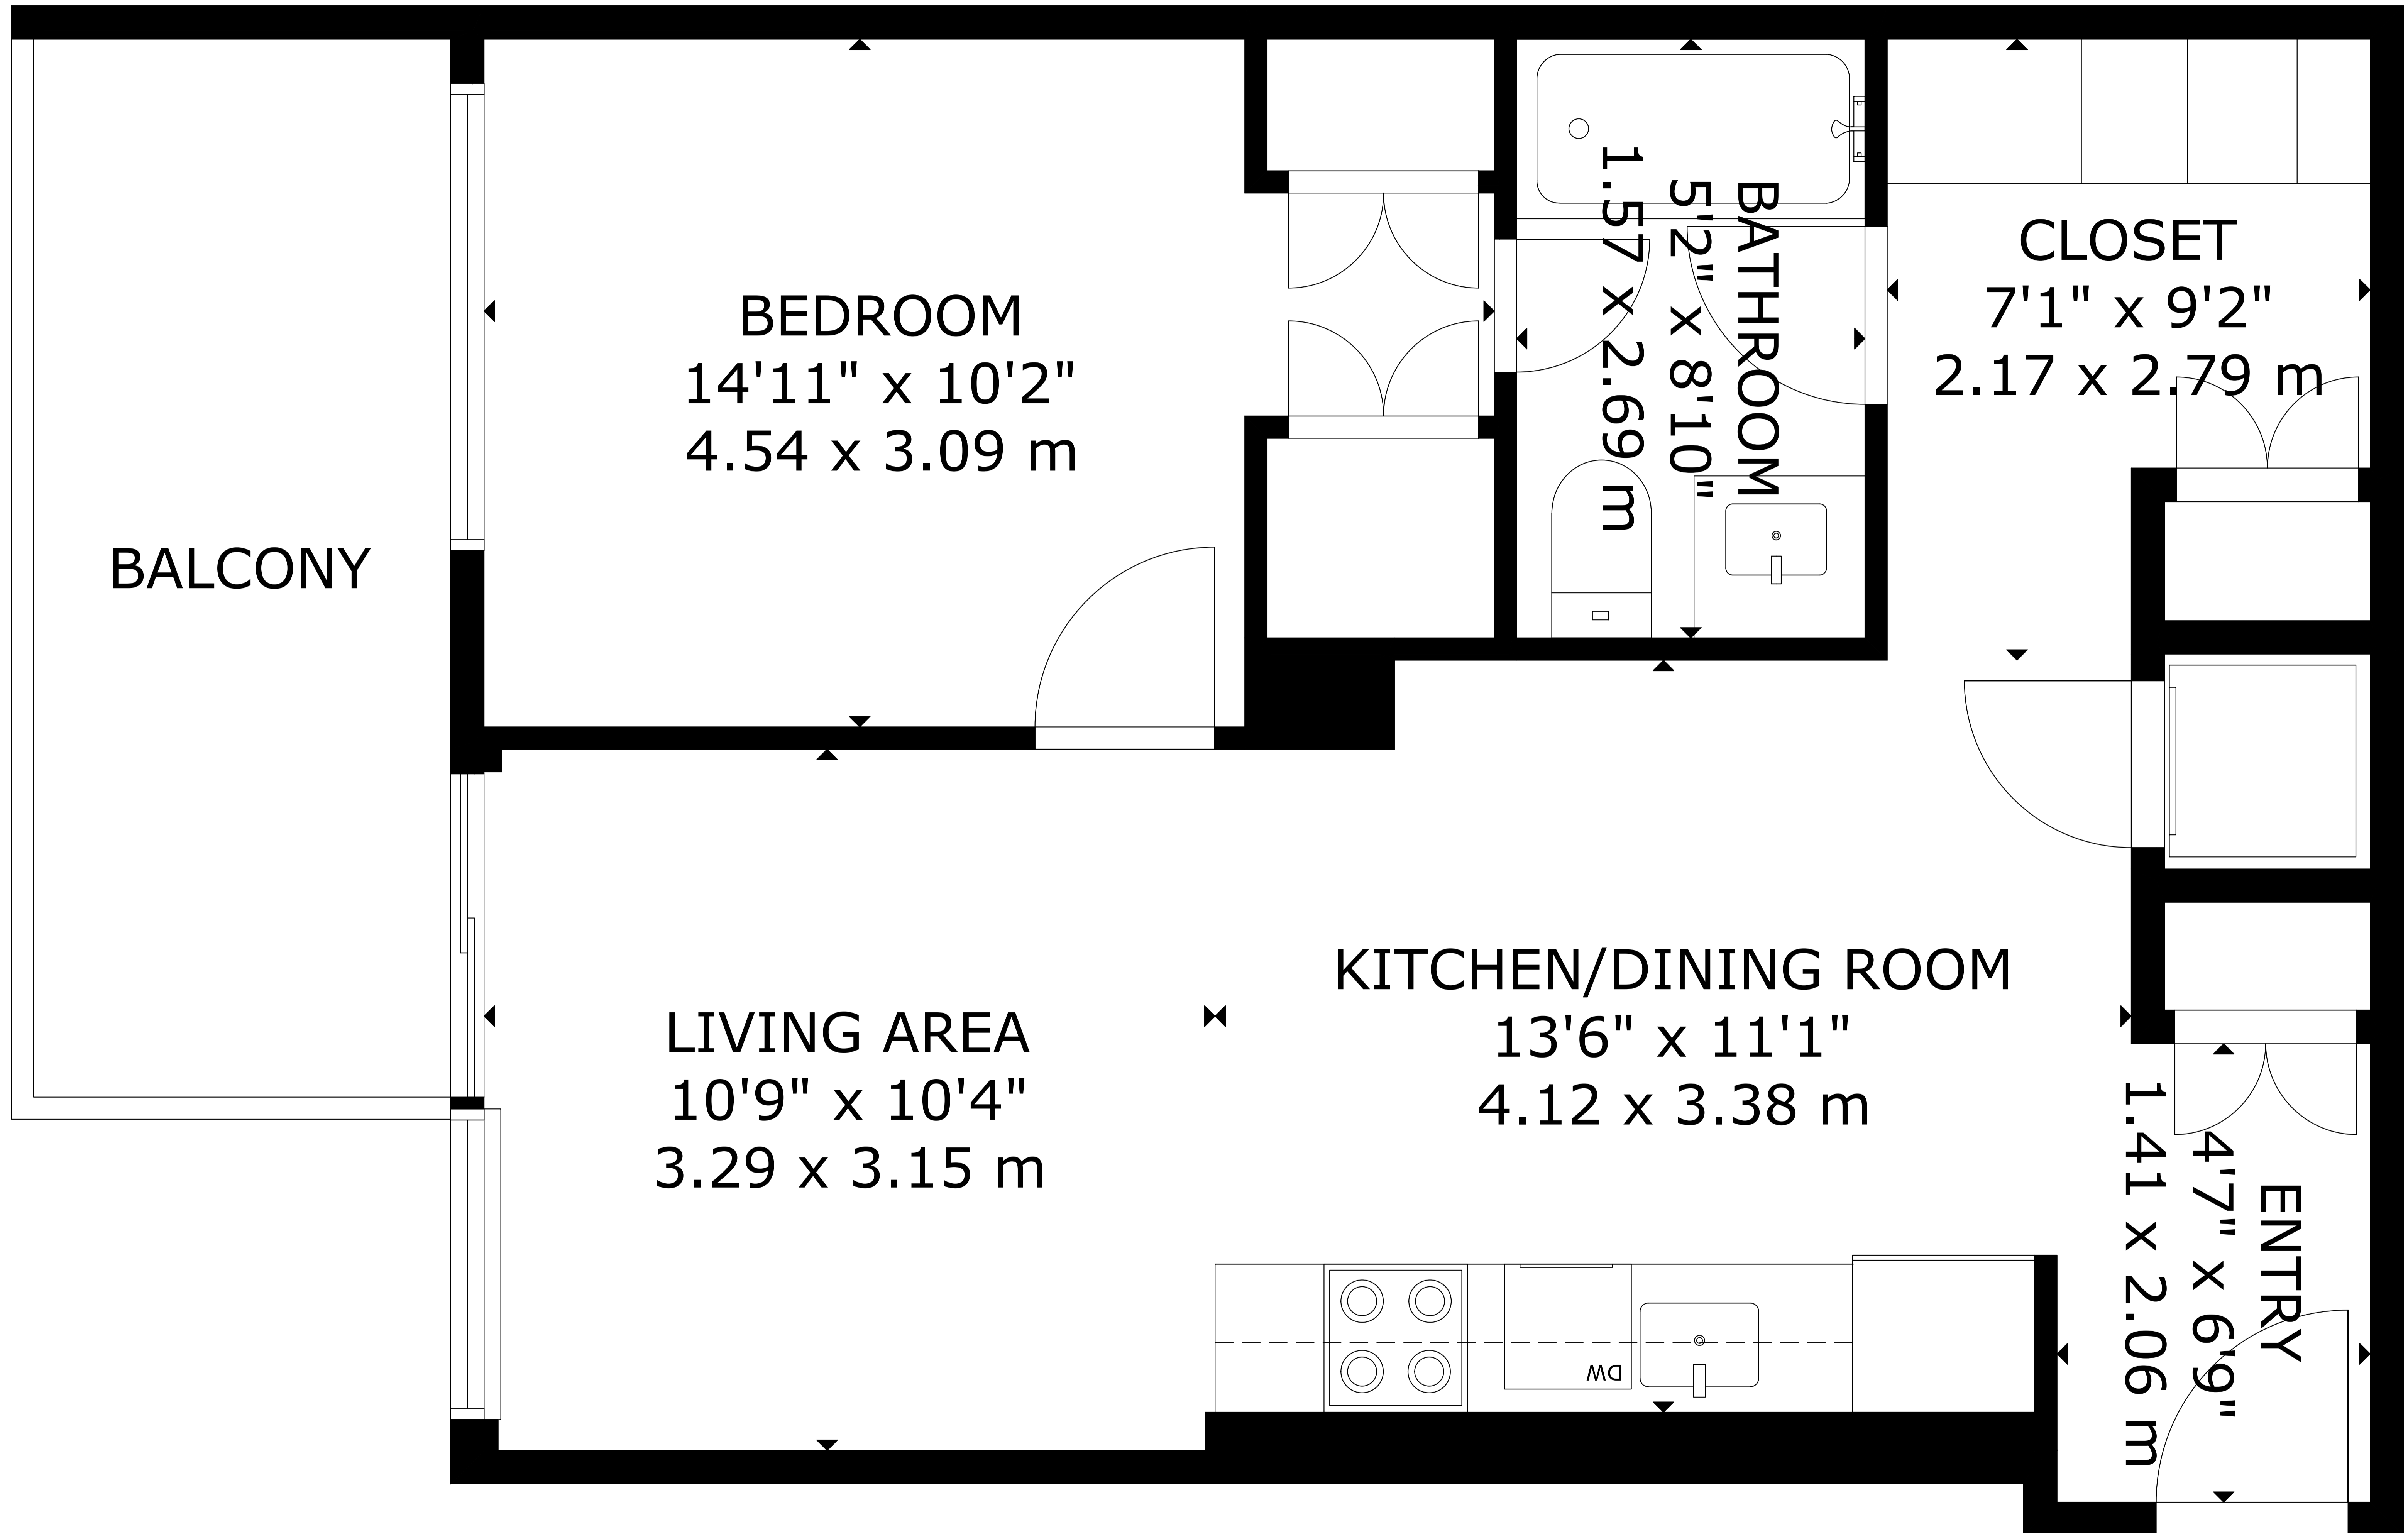 BEDROOM
14'11" x 10'2"
4.54 x 3.09 m
BATHROOM
5'2" x 8'10"
1.57 x 2.69 m
CLOSET
7'1" x 9'2"
2.17 x 2.79 m
BALCONY
LIVING AREA
10'9" x 10'4"
3.29 x 3.15 m
KITCHEN/DINING ROOM
13'6" x 11'1"
4.12 x 3.38 m
DW
ENTRY
4'7" x 6'9"
1.41 x 2.06 m